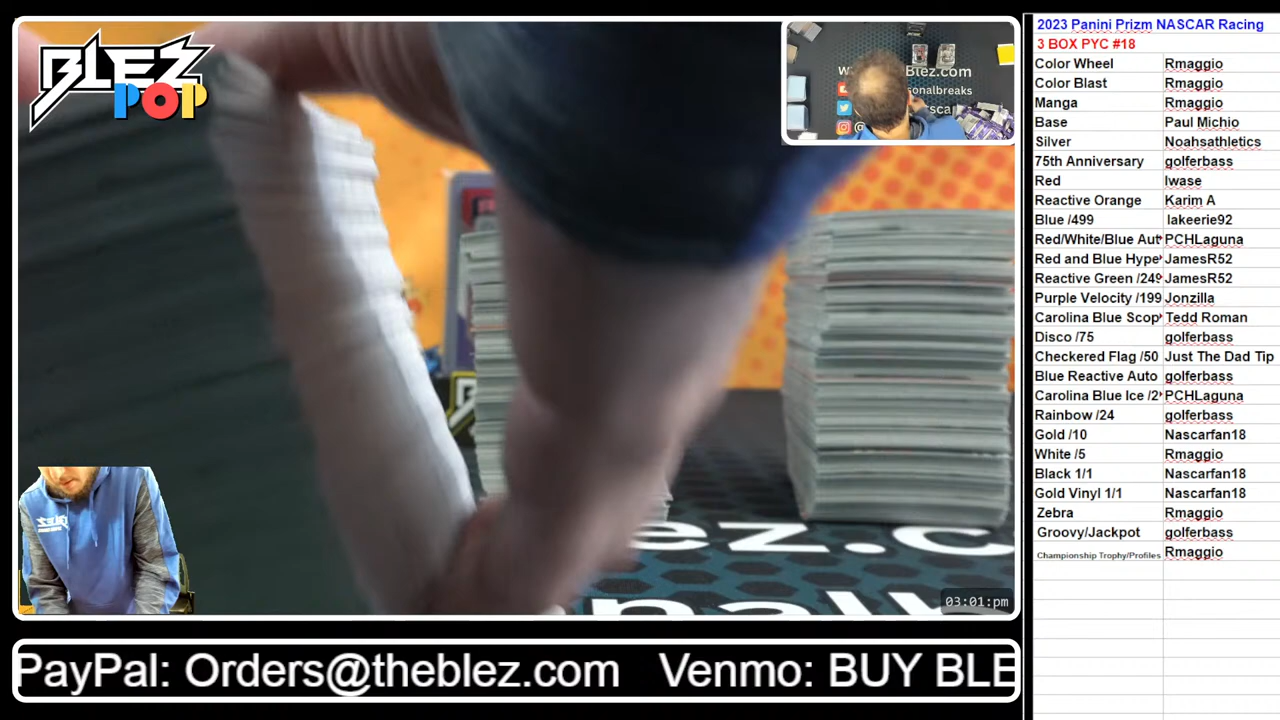 BLEZ
POP
w Blez.com
sonalbreaks
03:01:pm
ez.c
PayPal: Orders@theblez.com Venmo: BUY BLE
2023 Panini Prizm NASCAR Racing
3 BOX PYC #18
Color Wheel Rmaggio
Color Blast Rmaggio
Manga Rmaggio
Base Paul Michio
Silver Noahsathletics
75th Anniversary golferbass
Red Iwase
Reactive Orange Karim A
Blue /499 lakeerie92
Red/White/Blue Aut PCHLaguna
Red and Blue Hype JamesR52
Reactive Green /249 JamesR52
Purple Velocity /199 Jonzilla
Carolina Blue Scop Tedd Roman
Disco /75 golferbass
Checkered Flag /50 Just The Dad Tip
Blue Reactive Auto golferbass
Carolina Blue Ice /2 PCHLaguna
Rainbow /24 golferbass
Gold /10 Nascarfan18
White /5 Rmaggio
Black 1/1 Nascarfan18
Gold Vinyl 1/1 Nascarfan18
Zebra Rmaggio
Groovy/Jackpot golferbass
Championship Trophy/Profiles Rmaggio